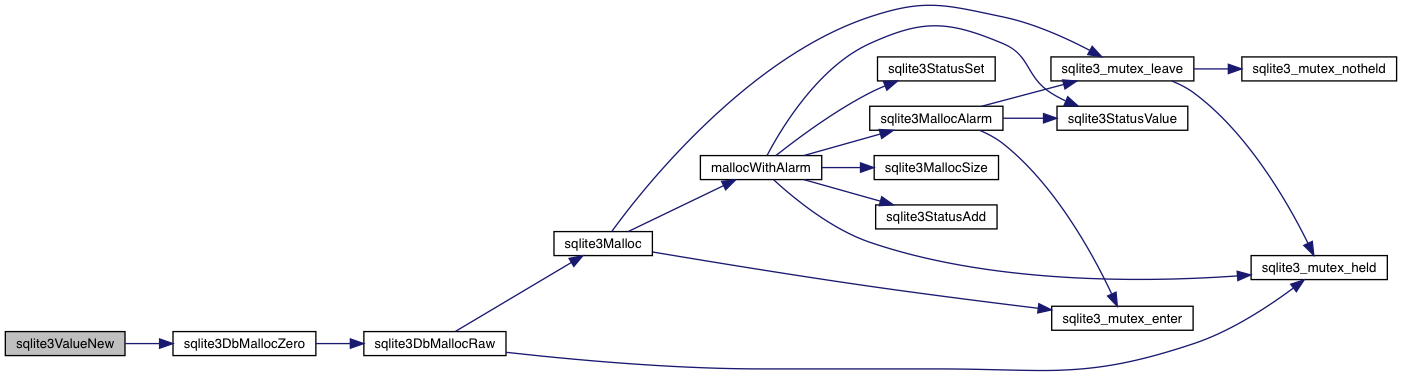 sqlite3ValueNew
sqlite3DbMallocZero
sqlite3DbMallocRaw
sqlite3Malloc
mallocWithAlarm
sqlite3StatusSet
sqlite3MallocAlarm
sqlite3MallocSize
sqlite3StatusAdd
sqlite3_mutex_leave
sqlite3StatusValue
sqlite3_mutex_enter
sqlite3_mutex_notheld
sqlite3_mutex_held